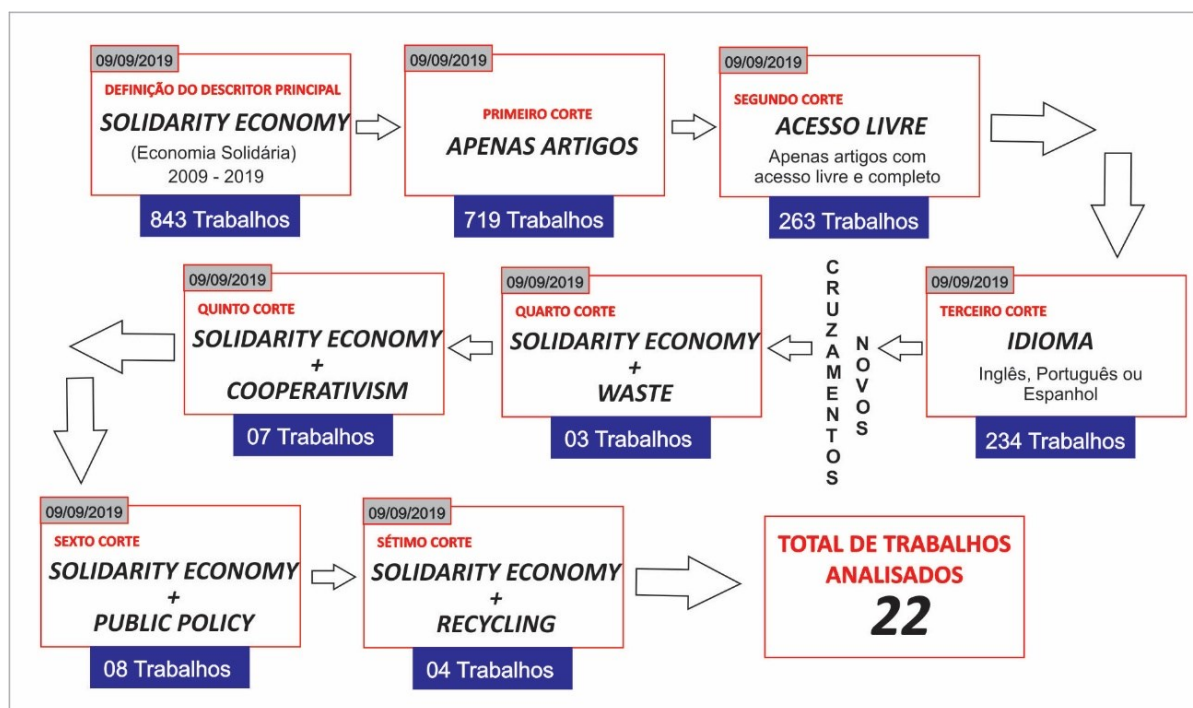 09/09/2019
DEFINIÇÃO DO DESCRITOR PRINCIPAL
SOLIDARITY ECONOMY
(Economia Solidária)
2009 - 2019
843 Trabalhos
09/09/2019
PRIMEIRO CORTE
APENAS ARTIGOS
719 Trabalhos
09/09/2019
SEGUNDO CORTE
ACESSO LIVRE
Apenas artigos com
acesso livre e completo
263 Trabalhos
09/09/2019
TERCEIRO CORTE
IDIOMA
Inglês, Português ou
Espanhol
234 Trabalhos
NOVOS
CRUZAMENTOS
09/09/2019
QUARTO CORTE
SOLIDARITY ECONOMY
+
WASTE
03 Trabalhos
09/09/2019
QUINTO CORTE
SOLIDARITY ECONOMY
+
COOPERATIVISM
07 Trabalhos
09/09/2019
SEXTO CORTE
SOLIDARITY ECONOMY
+
PUBLIC POLICY
08 Trabalhos
09/09/2019
SÉTIMO CORTE
SOLIDARITY ECONOMY
+
RECYCLING
04 Trabalhos
TOTAL DE TRABALHOS
ANALISADOS
22